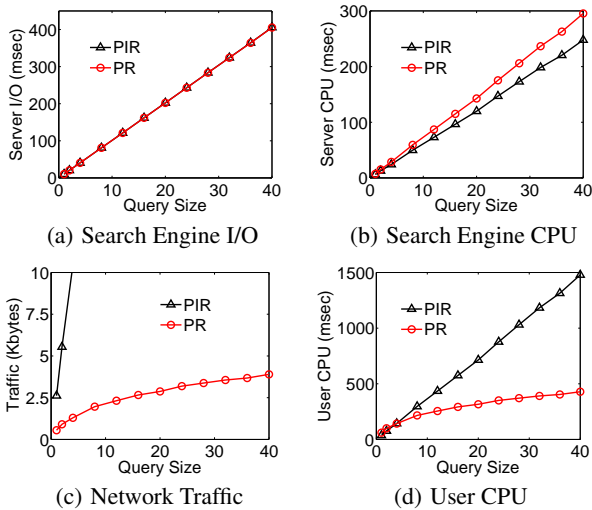 Server I/O (msec)
400
300
200
100
0
PIR
PR
0 10 20 30 40
Query Size
(a) Search Engine I/O
Server CPU (msec)
300
200
100
0
PIR
PR
0 10 20 30 40
Query Size
(b) Search Engine CPU
Traffic (Kbytes)
10
7.5
5
2.5
0
PIR
PR
0 10 20 30 40
Query Size
(c) Network Traffic
User CPU (msec)
1500
1000
500
0
PIR
PR
0 10 20 30 40
Query Size
(d) User CPU